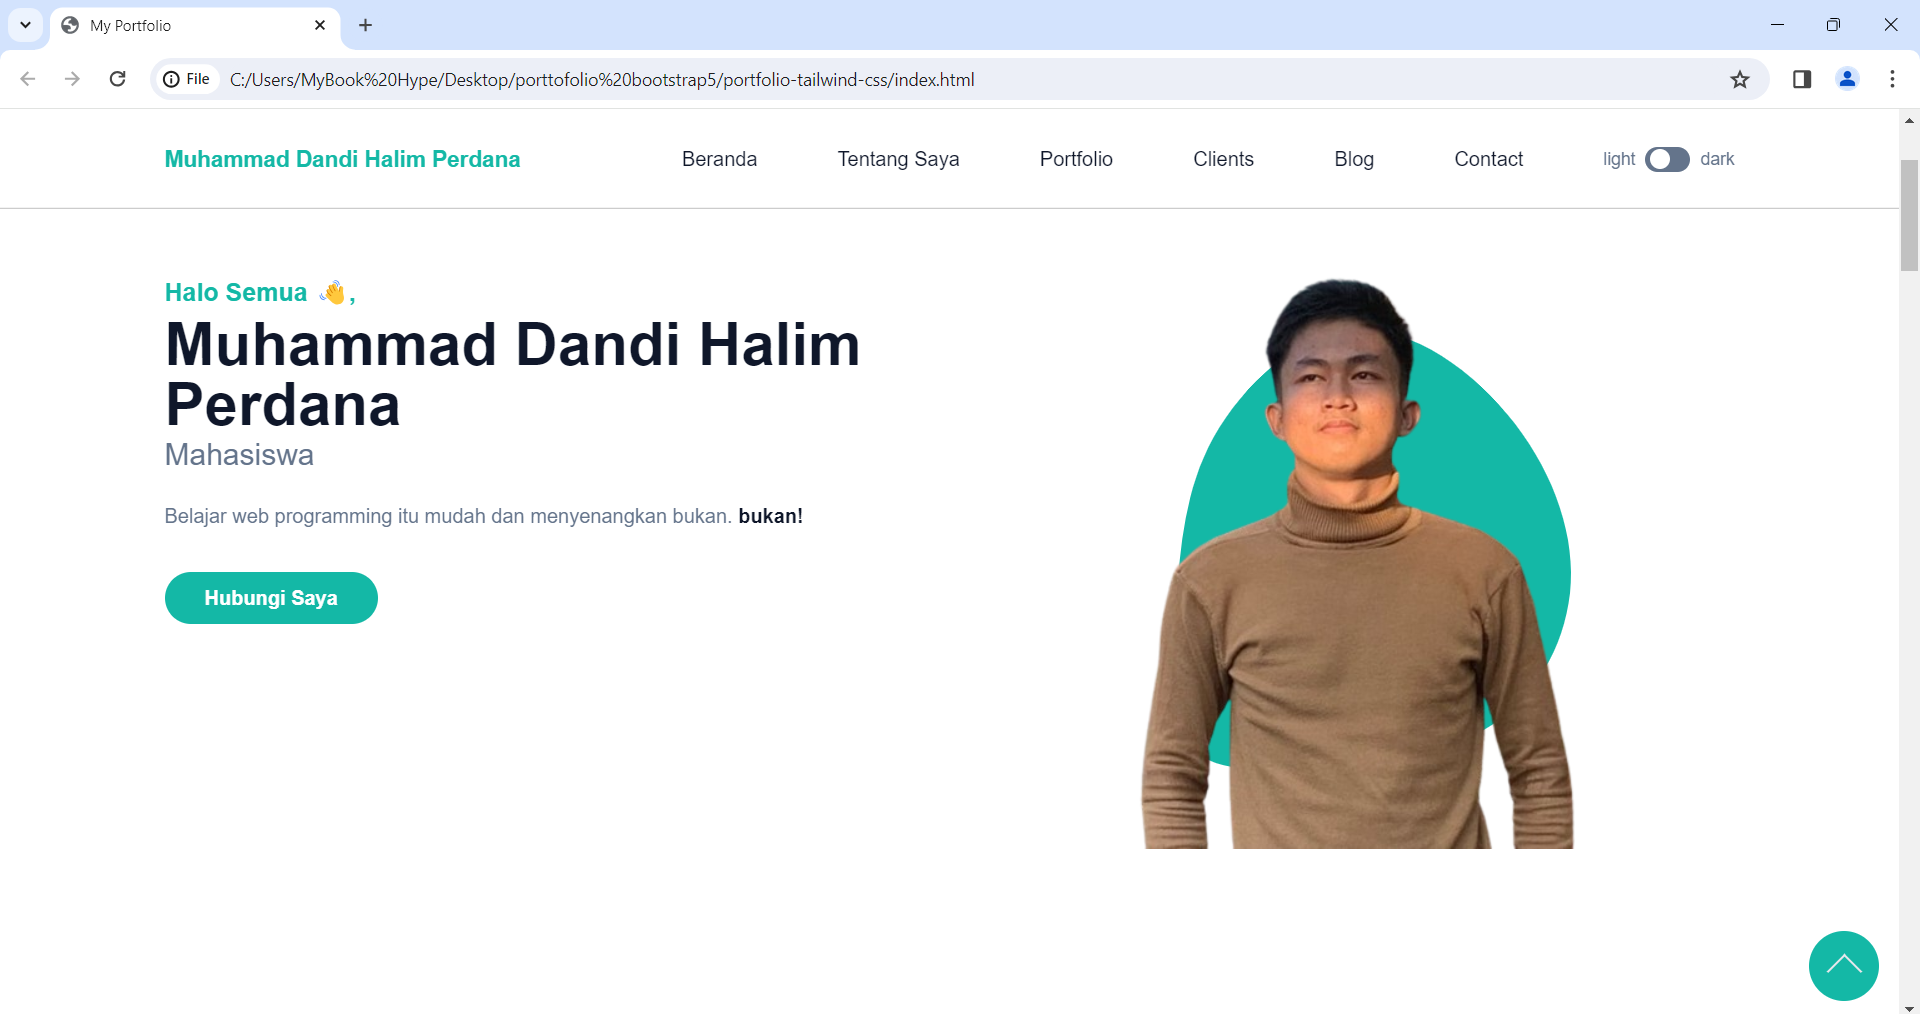 My Portfolio
File C:/Users/MyBook%20Hype/Desktop/porttofolio%20bootstrap5/portfolio-tailwind-css/index.html
Muhammad Dandi Halim Perdana Beranda Tentang Saya Portfolio Clients Blog Contact light dark
Halo Semua 👋,
Muhammad Dandi Halim
Perdana
Mahasiswa
Belajar web programming itu mudah dan menyenangkan bukan. bukan!
Hubungi Saya